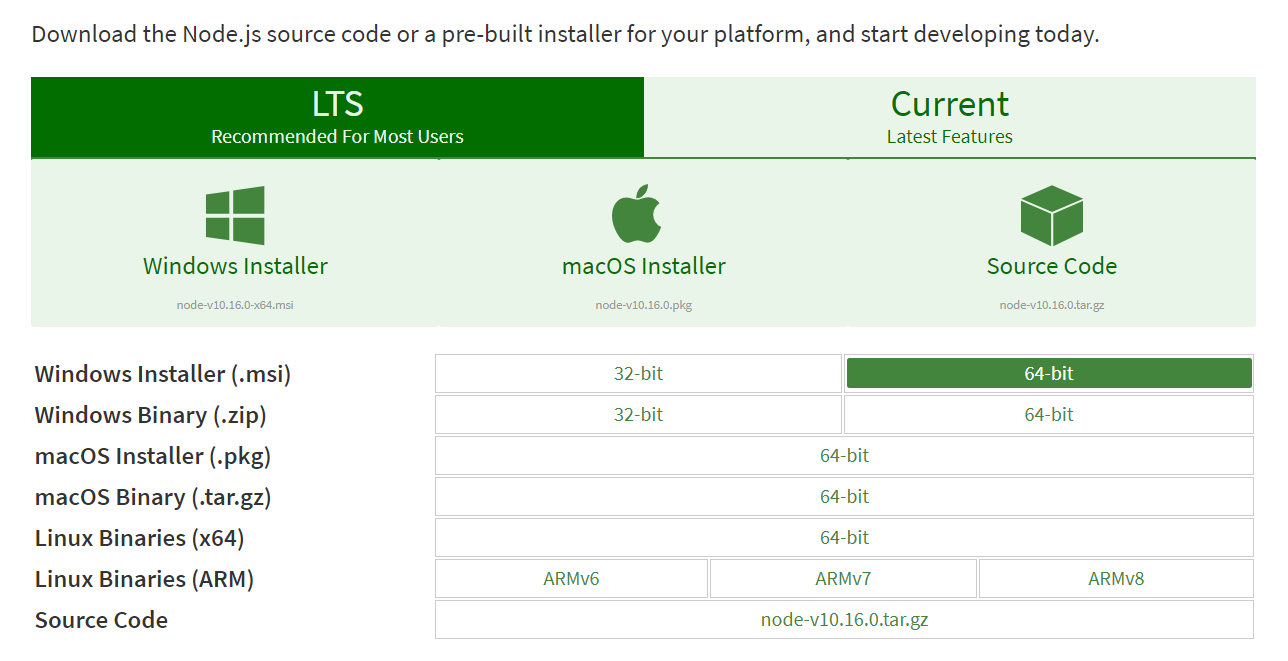 Download the Node.js source code or a pre-built installer for your platform, and start developing today.
LTS
Recommended For Most Users
Current
Latest Features
Windows Installer
node-v10.16.0-x64.msi
macOS Installer
node-v10.16.0.pkg
Source Code
node-v10.16.0.tar.gz
Windows Installer (.msi) 32-bit 64-bit
Windows Binary (.zip) 32-bit 64-bit
macOS Installer (.pkg) 64-bit
macOS Binary (.tar.gz) 64-bit
Linux Binaries (x64) 64-bit
Linux Binaries (ARM) ARMv6 ARMv7 ARMv8
Source Code node-v10.16.0.tar.gz